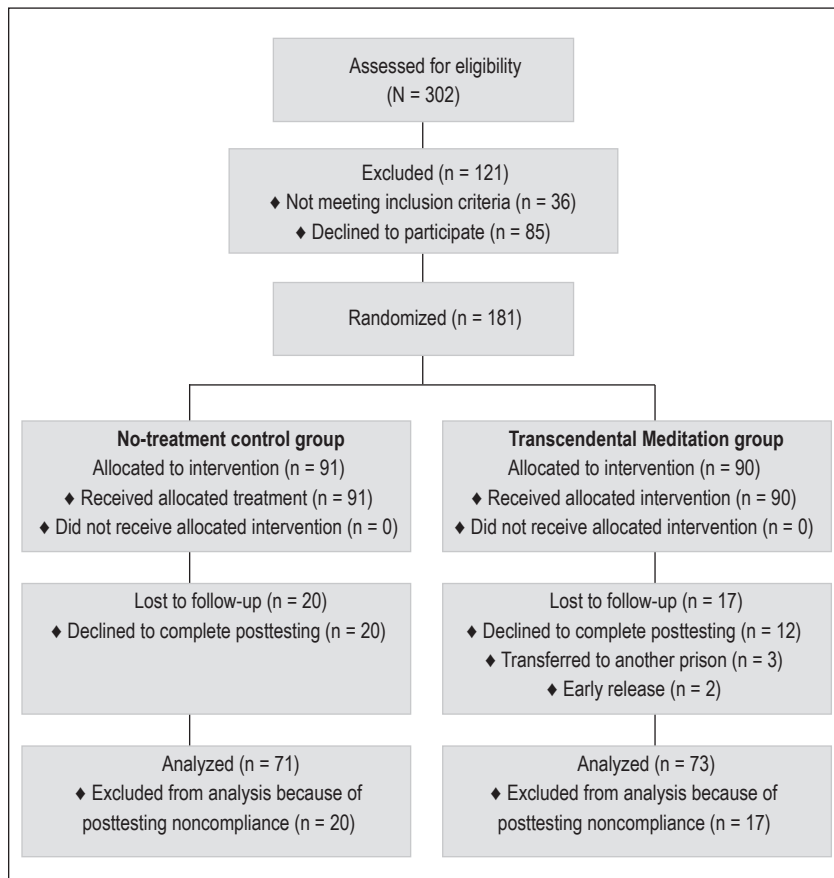 Assessed for eligibility
(N = 302)
Excluded (n = 121)
♦ Not meeting inclusion criteria (n = 36)
♦ Declined to participate (n = 85)
Randomized (n = 181)
No-treatment control group
Allocated to intervention (n = 91)
♦ Received allocated treatment (n = 91)
♦ Did not receive allocated intervention (n = 0)
Transcendental Meditation group
Allocated to intervention (n = 90)
♦ Received allocated intervention (n = 90)
♦ Did not receive allocated intervention (n = 0)
Lost to follow-up (n = 20)
♦ Declined to complete posttesting (n = 20)
Lost to follow-up (n = 17)
♦ Declined to complete posttesting (n = 12)
♦ Transferred to another prison (n = 3)
♦ Early release (n = 2)
Analyzed (n = 71)
♦ Excluded from analysis because of
posttesting noncompliance (n = 20)
Analyzed (n = 73)
♦ Excluded from analysis because of
posttesting noncompliance (n = 17)